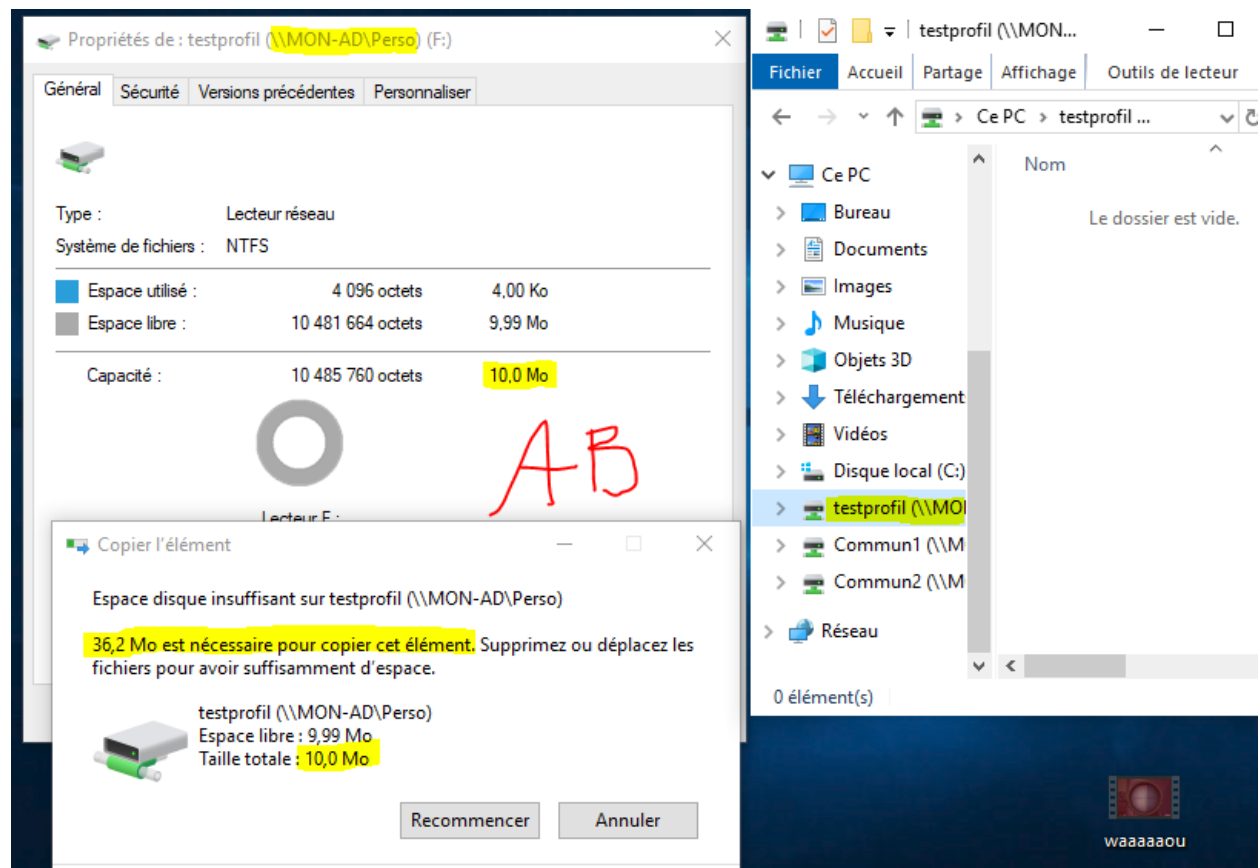 Propriétés de : testprofil (\\MON-AD\Perso) (F:)
Général Sécurité Versions précédentes Personnaliser
Type : Lecteur réseau
Système de fichiers : NTFS
Espace utilisé : 4 096 octets 4,00 Ko
Espace libre : 10 481 664 octets 9,99 Mo
Capacité : 10 485 760 octets 10,0 Mo
AB
Lecteur F :
Copier l'élément
Espace disque insuffisant sur testprofil (\\MON-AD\Perso)
36,2 Mo est nécessaire pour copier cet élément. Supprimez ou déplacez les
fichiers pour avoir suffisamment d'espace.
testprofil (\\MON-AD\Perso)
Espace libre : 9,99 Mo
Taille totale : 10,0 Mo
Recommencer Annuler
testprofil (\\MON...
Fichier Accueil Partage Affichage Outils de lecteur
Ce PC > testprofil ...
Nom
Le dossier est vide.
Ce PC
Bureau
Documents
Images
Musique
Objets 3D
Téléchargement
Vidéos
Disque local (C:)
testprofil (\\MO
Commun1 (\\M
Commun2 (\\M
Réseau
0 élément(s)
waaaaaou